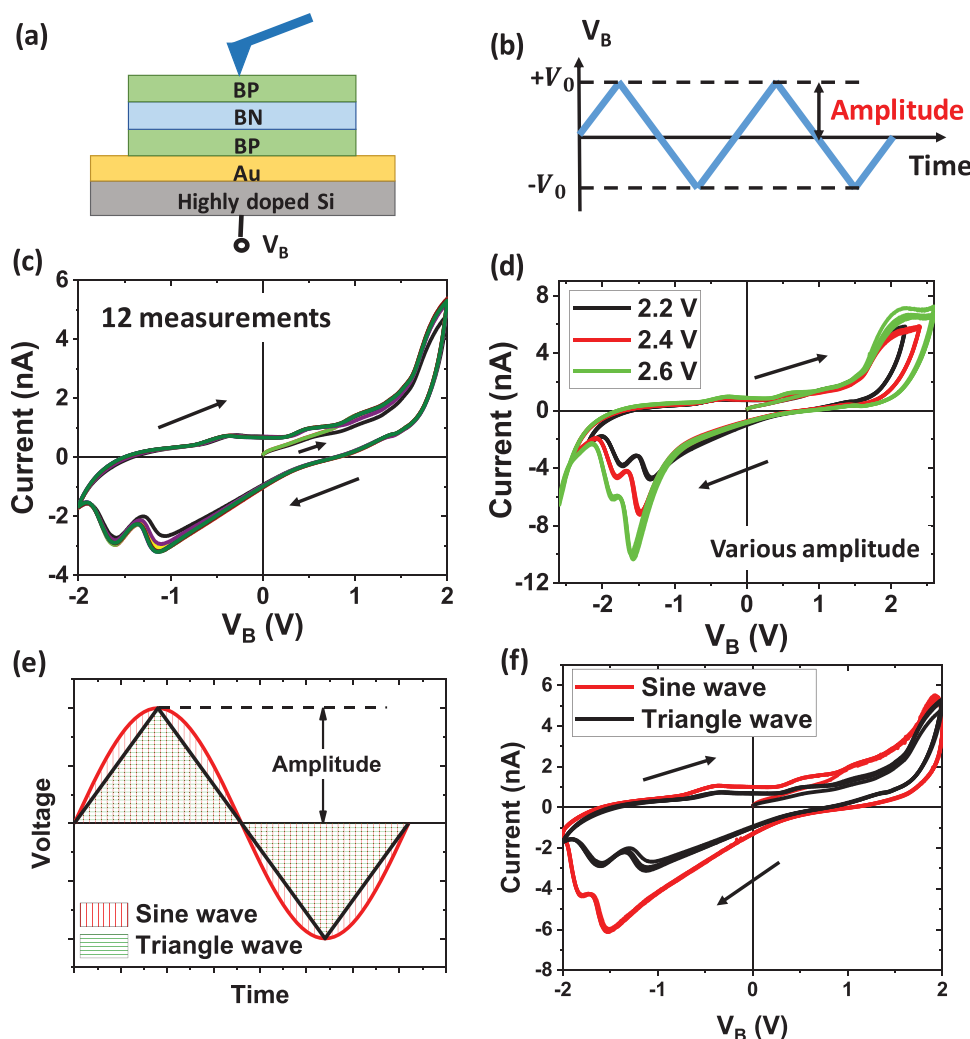 (a)
BP
BN
BP
Au
Highly doped Si
V_B
(b)
V_B
+V_0
Amplitude
Time
-V_0
(c)
12 measurements
Current (nA)
6
4
2
0
-2
-4
-2
-1
0
1
2
V_B (V)
(d)
2.2 V
2.4 V
2.6 V
Various amplitude
Current (nA)
8
4
0
-4
-8
-12
-2
-1
0
1
2
V_B (V)
(e)
Amplitude
Voltage
Sine wave
Triangle wave
Time
(f)
Sine wave
Triangle wave
Current (nA)
6
4
2
0
-2
-4
-6
-8
-2
-1
0
1
2
V_B (V)